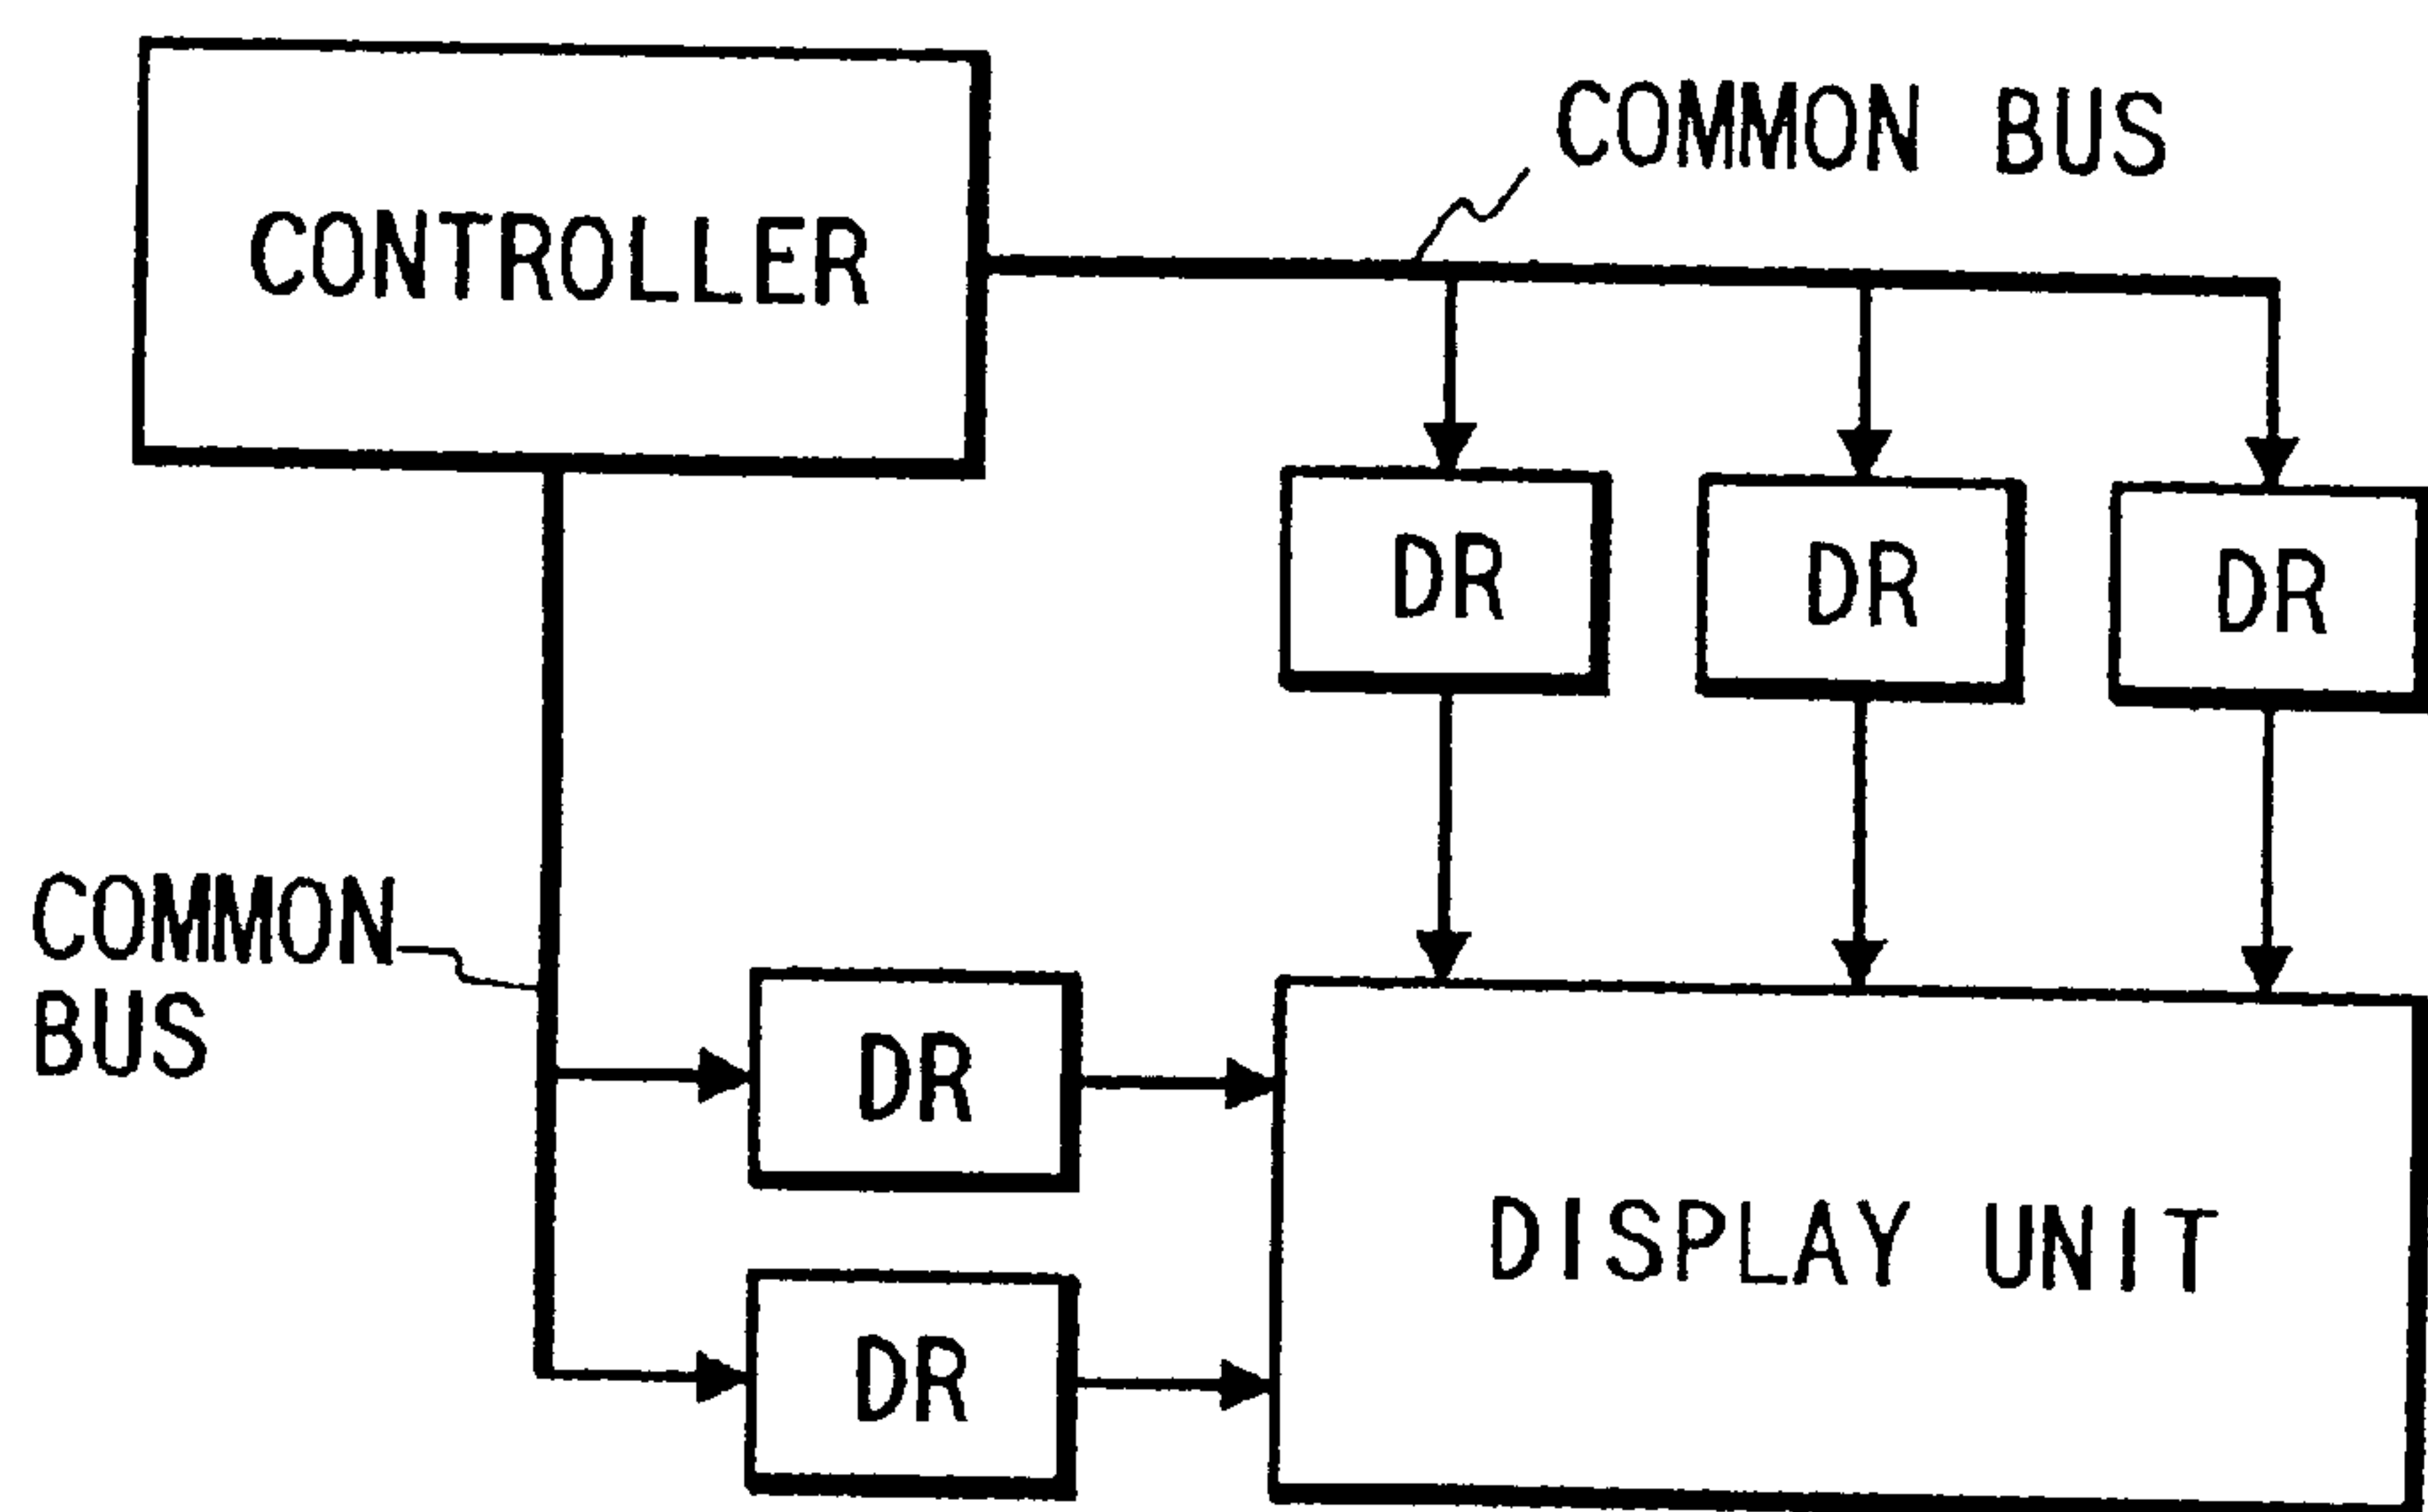 COMMON BUS
CONTROLLER
DR
DR
DR
COMMON
BUS
DR
DISPLAY UNIT
DR